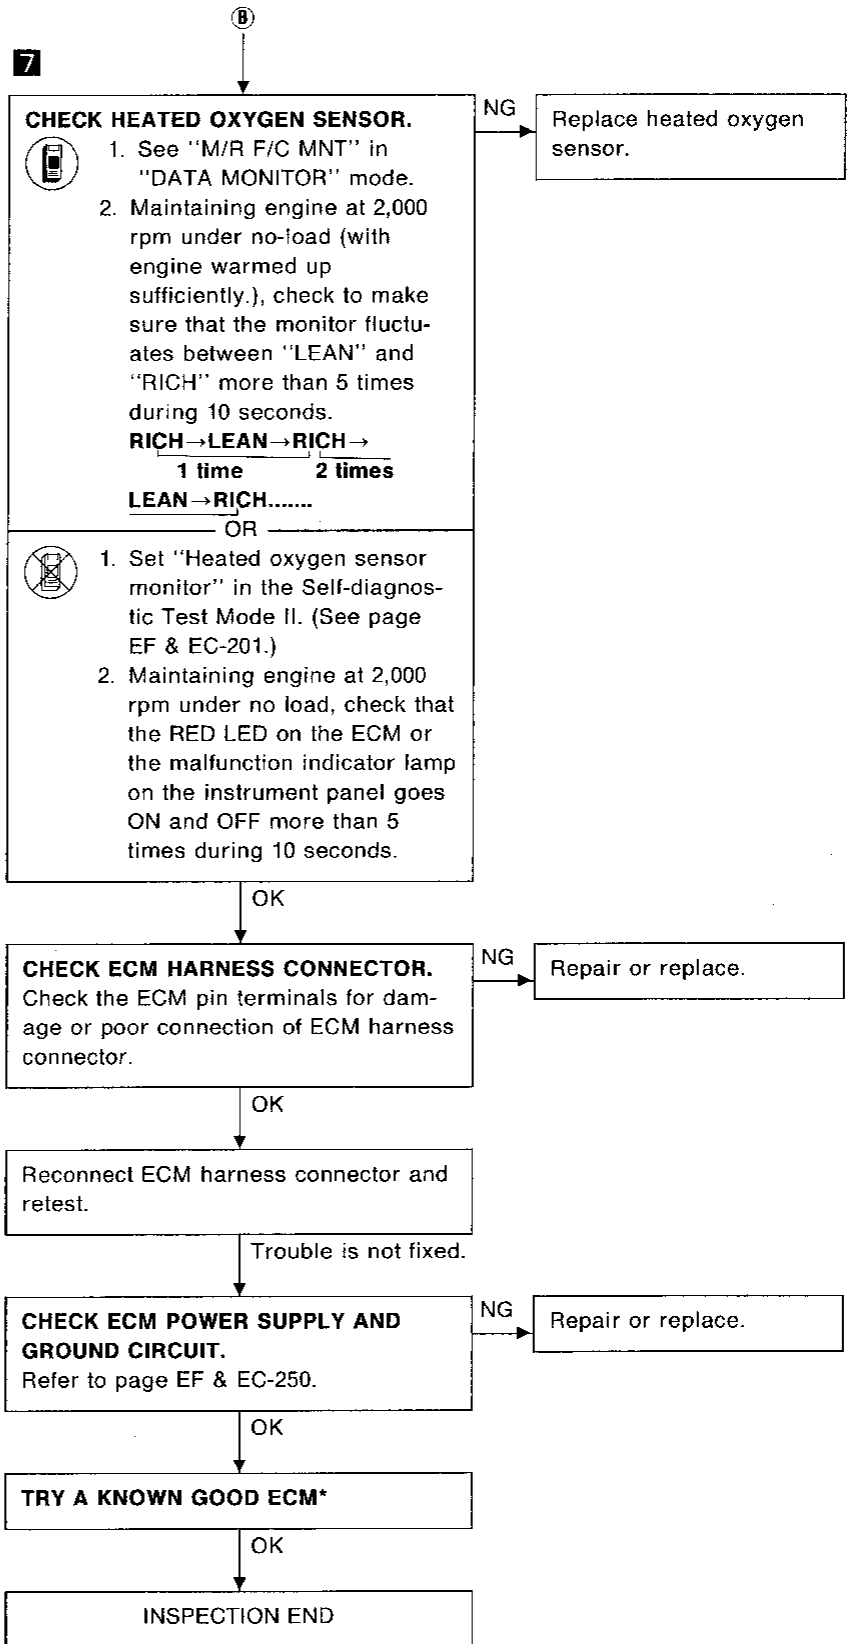 B
7
CHECK HEATED OXYGEN SENSOR.
1. See "M/R F/C MNT" in
"DATA MONITOR" mode.
2. Maintaining engine at 2,000
rpm under no-load (with
engine warmed up
sufficiently.), check to make
sure that the monitor fluctu-
ates between "LEAN" and
"RICH" more than 5 times
during 10 seconds.
RICH→LEAN→RICH→
1 time 2 times
LEAN→RICH.......
NG
Replace heated oxygen
sensor.
OR
1. Set "Heated oxygen sensor
monitor" in the Self-diagnos-
tic Test Mode II. (See page
EF & EC-201.)
2. Maintaining engine at 2,000
rpm under no load, check that
the RED LED on the ECM or
the malfunction indicator lamp
on the instrument panel goes
ON and OFF more than 5
times during 10 seconds.
OK
CHECK ECM HARNESS CONNECTOR.
Check the ECM pin terminals for dam-
age or poor connection of ECM harness
connector.
NG
Repair or replace.
OK
Reconnect ECM harness connector and
retest.
Trouble is not fixed.
CHECK ECM POWER SUPPLY AND
GROUND CIRCUIT.
Refer to page EF & EC-250.
NG
Repair or replace.
OK
TRY A KNOWN GOOD ECM*
OK
INSPECTION END